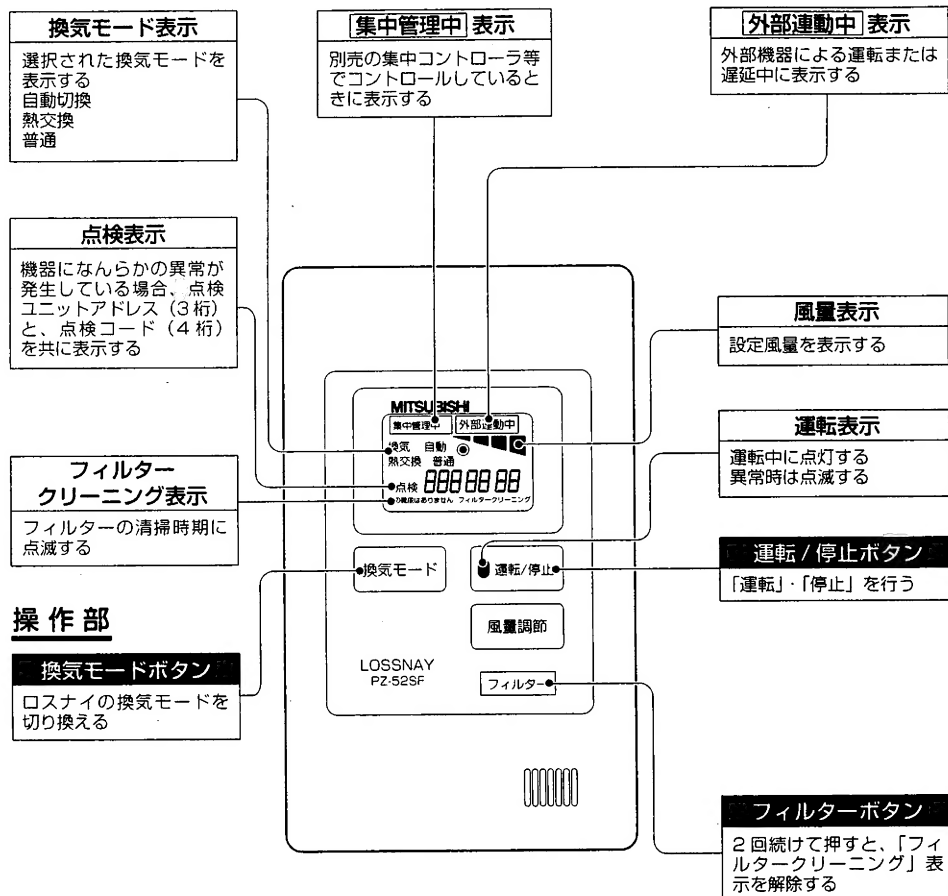 換気モード表示
選択された換気モードを
表示する
自動切換
熱交換
普通
集中管理中 表示
別売の集中コントローラ等
でコントロールしていると
きに表示する
外部連動中 表示
外部機器による運転または
遅延中に表示する
点検表示
機器になんらかの異常が
発生している場合、点検
ユニットアドレス（3桁）
と、点検コード（4桁）
を共に表示する
フィルター
クリーニング表示
フィルターの清掃時期に
点滅する
風量表示
設定風量を表示する
運転表示
運転中に点灯する
異常時は点滅する
運転/停止ボタン
「運転」・「停止」を行う
MITSUBISHI
集中管理中 外部連動中
換気 自動
熱交換 普通
点検 888 88 88
の機能はありません フィルタークリーニング
換気モード
運転/停止
風量調節
LOSSNAY
PZ-52SF
フィルター
操作部
換気モードボタン
ロスナイの換気モードを
切り換える
フィルターボタン
2回続けて押すと、「フィ
ルタークリーニング」表
示を解除する